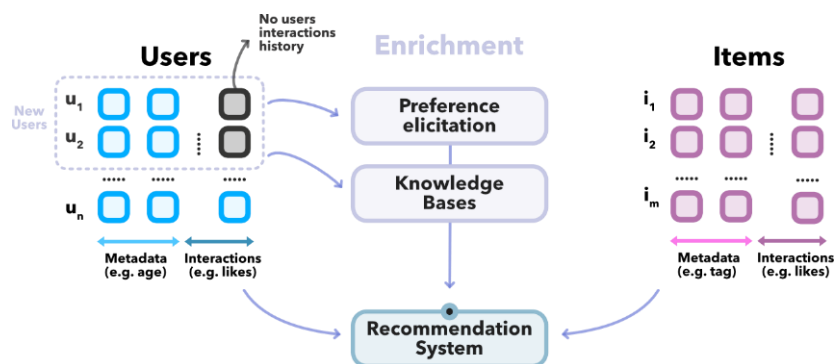 No users
interactions
history
Users
Enrichment
Items
New
Users
u1
u2
.....
un
Metadata
(e.g. age)
Interactions
(e.g. likes)
Preference
elicitation
Knowledge
Bases
Recommendation
System
i1
i2
.....
im
Metadata
(e.g. tag)
Interactions
(e.g. likes)